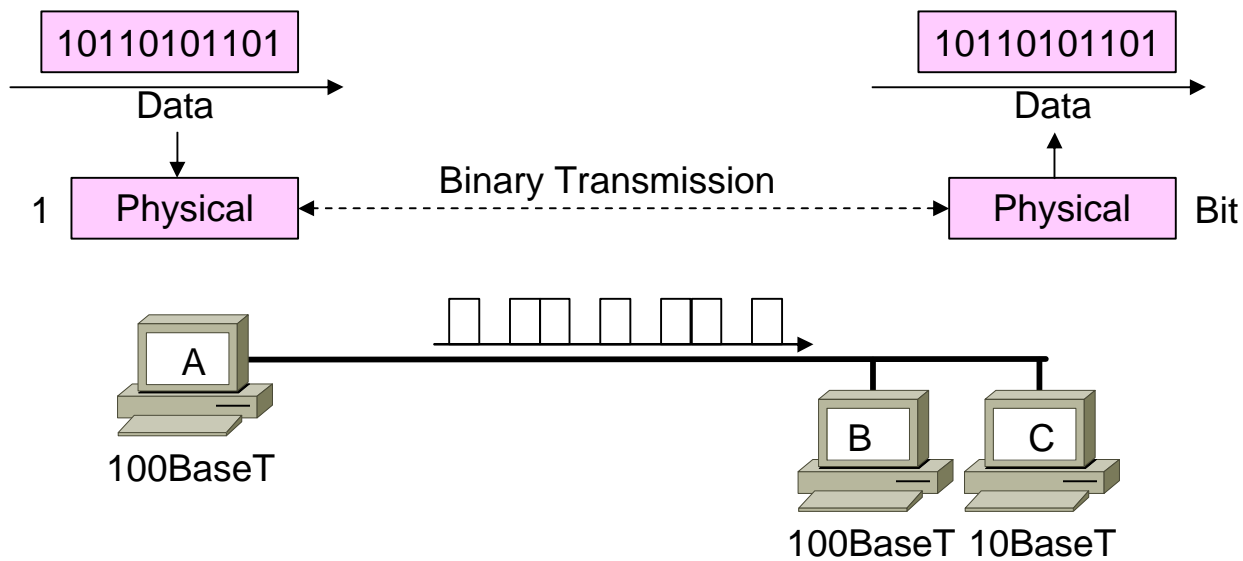 10110101101
10110101101
Data
Data
Binary Transmission
1
Physical
Physical
Bit
A
B
C
100BaseT
100BaseT
10BaseT